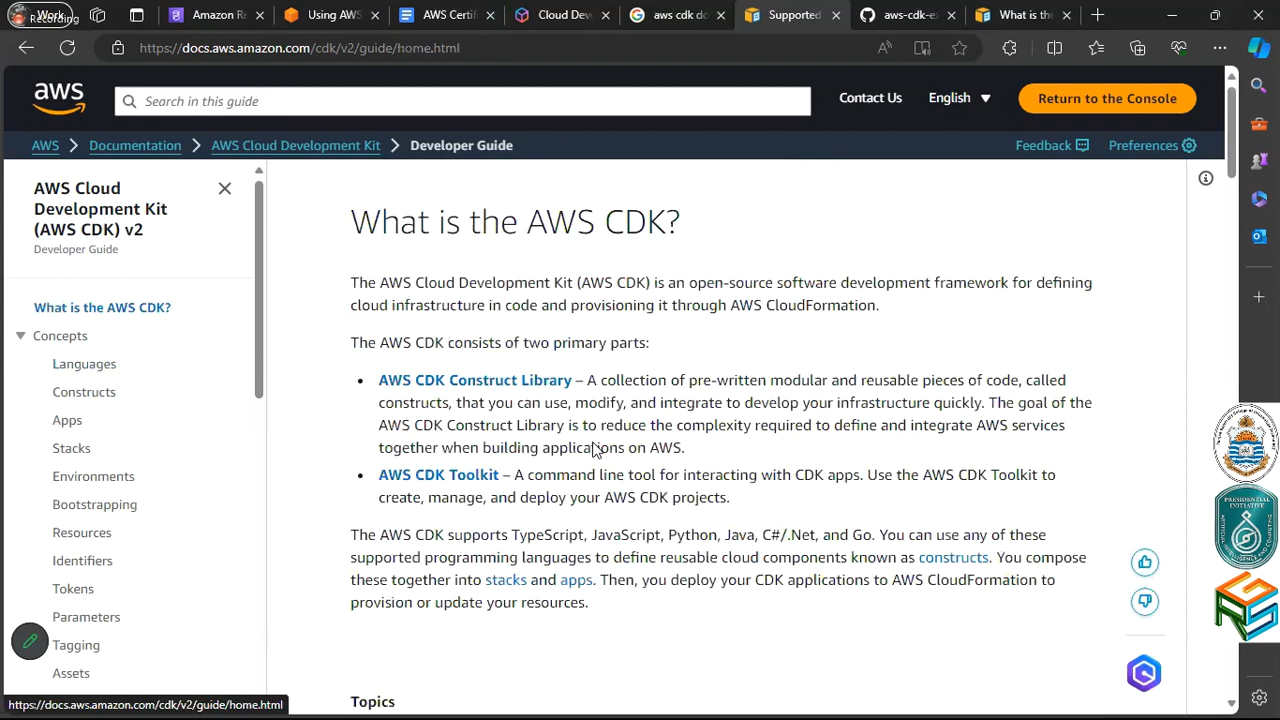 Work
Recording
Amazon Re
Using AWS
AWS Certifi
Cloud Deve
aws cdk do
Supported
aws-cdk-ex
What is the
https://docs.aws.amazon.com/cdk/v2/guide/home.html
aws
Search in this guide
Contact Us
English
Return to the Console
AWS > Documentation > AWS Cloud Development Kit > Developer Guide
Feedback
Preferences
AWS Cloud
Development Kit
(AWS CDK) v2
Developer Guide
What is the AWS CDK?
Concepts
Languages
Constructs
Apps
Stacks
Environments
Bootstrapping
Resources
Identifiers
Tokens
Parameters
Tagging
Assets
What is the AWS CDK?
The AWS Cloud Development Kit (AWS CDK) is an open-source software development framework for defining
cloud infrastructure in code and provisioning it through AWS CloudFormation.
The AWS CDK consists of two primary parts:
• AWS CDK Construct Library – A collection of pre-written modular and reusable pieces of code, called
constructs, that you can use, modify, and integrate to develop your infrastructure quickly. The goal of the
AWS CDK Construct Library is to reduce the complexity required to define and integrate AWS services
together when building applications on AWS.
• AWS CDK Toolkit – A command line tool for interacting with CDK apps. Use the AWS CDK Toolkit to
create, manage, and deploy your AWS CDK projects.
The AWS CDK supports TypeScript, JavaScript, Python, Java, C#/.Net, and Go. You can use any of these
supported programming languages to define reusable cloud components known as constructs. You compose
these together into stacks and apps. Then, you deploy your CDK applications to AWS CloudFormation to
provision or update your resources.
Topics
https://docs.aws.amazon.com/cdk/v2/guide/home.html